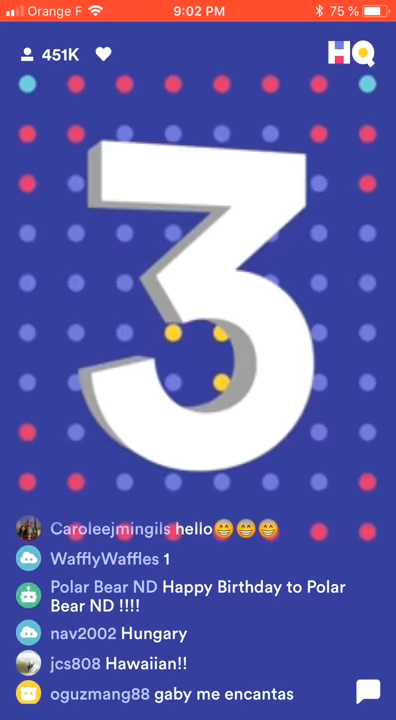 Orange F 9:02 PM 75 %
451K HQ
3
Caroleejmingils hello😁😁😁
WafflyWaffles 1
Polar Bear ND Happy Birthday to Polar
Bear ND !!!!
nav2002 Hungary
jcs808 Hawaiian!!
oguzmang88 gaby me encantas